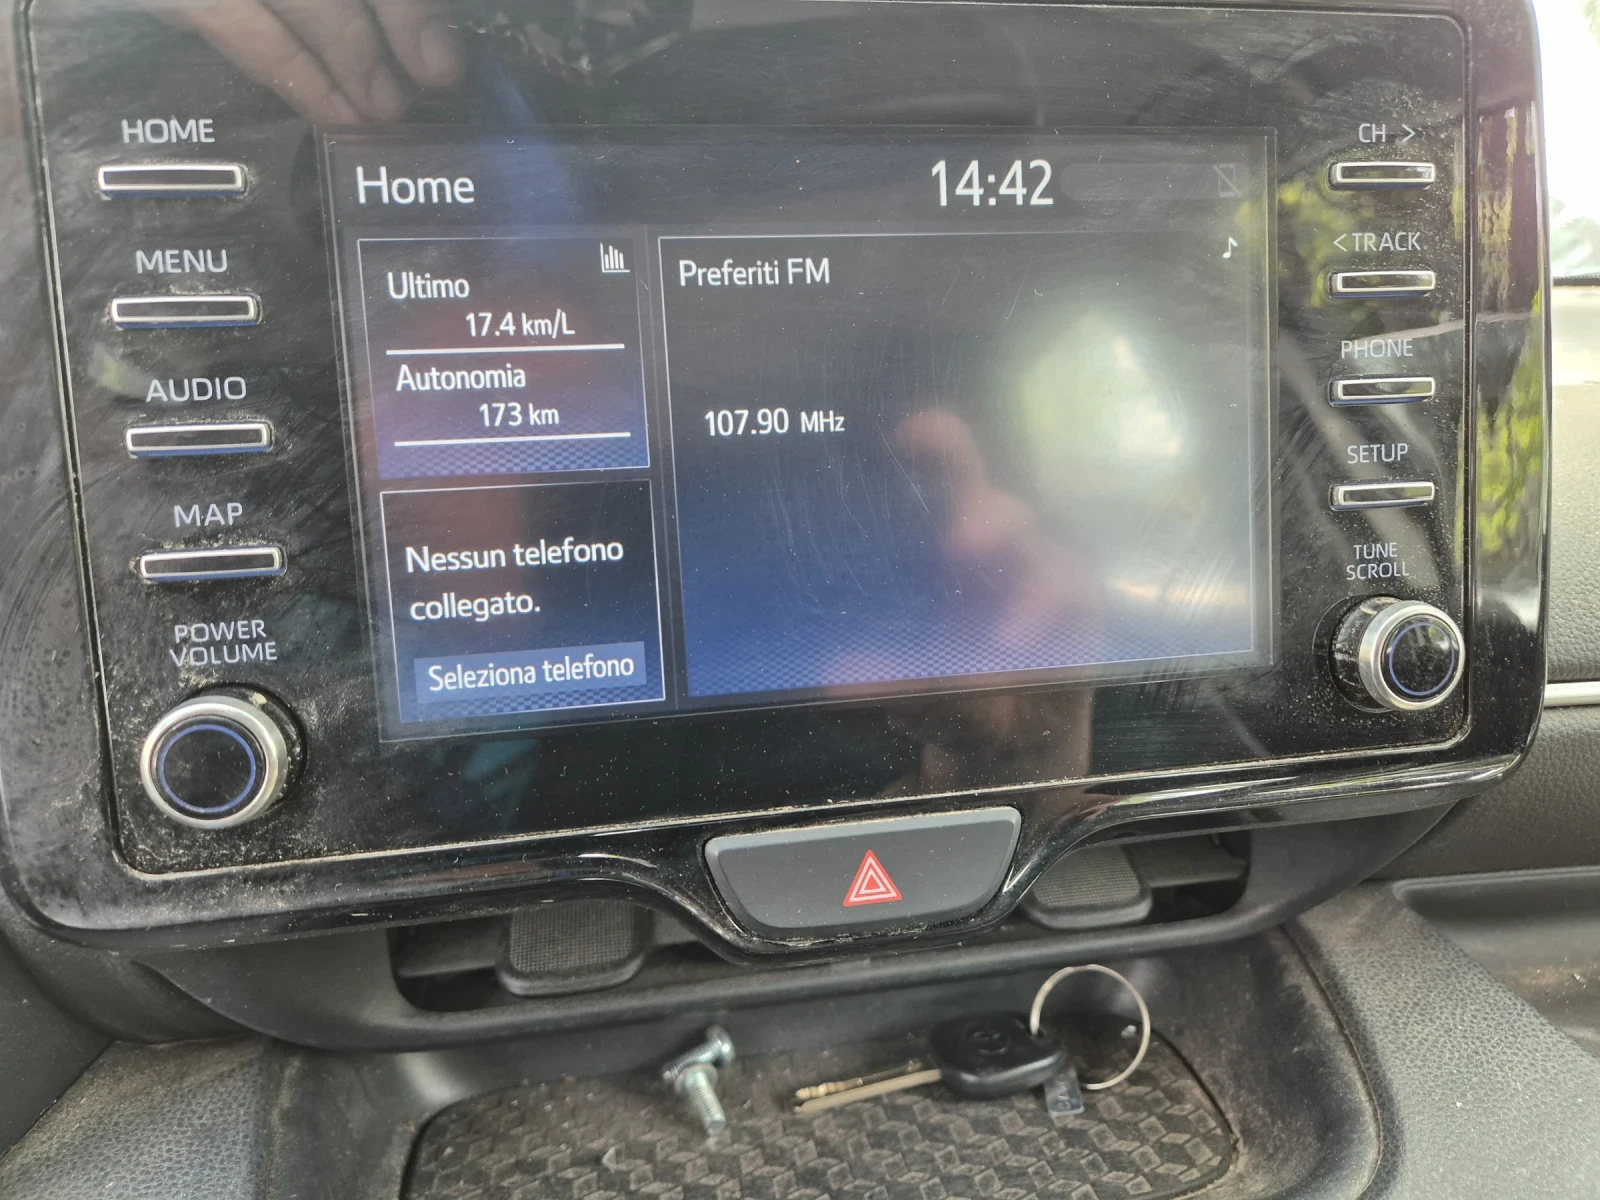 HOME
MENU
AUDIO
MAP
POWER
VOLUME
Home
14:42
Ultimo
17.4 km/L
Autonomia
173 km
Nessun telefono
collegato.
Seleziona telefono
Preferiti FM
107.90 MHz
CH >
< TRACK
PHONE
SETUP
TUNE
SCROLL